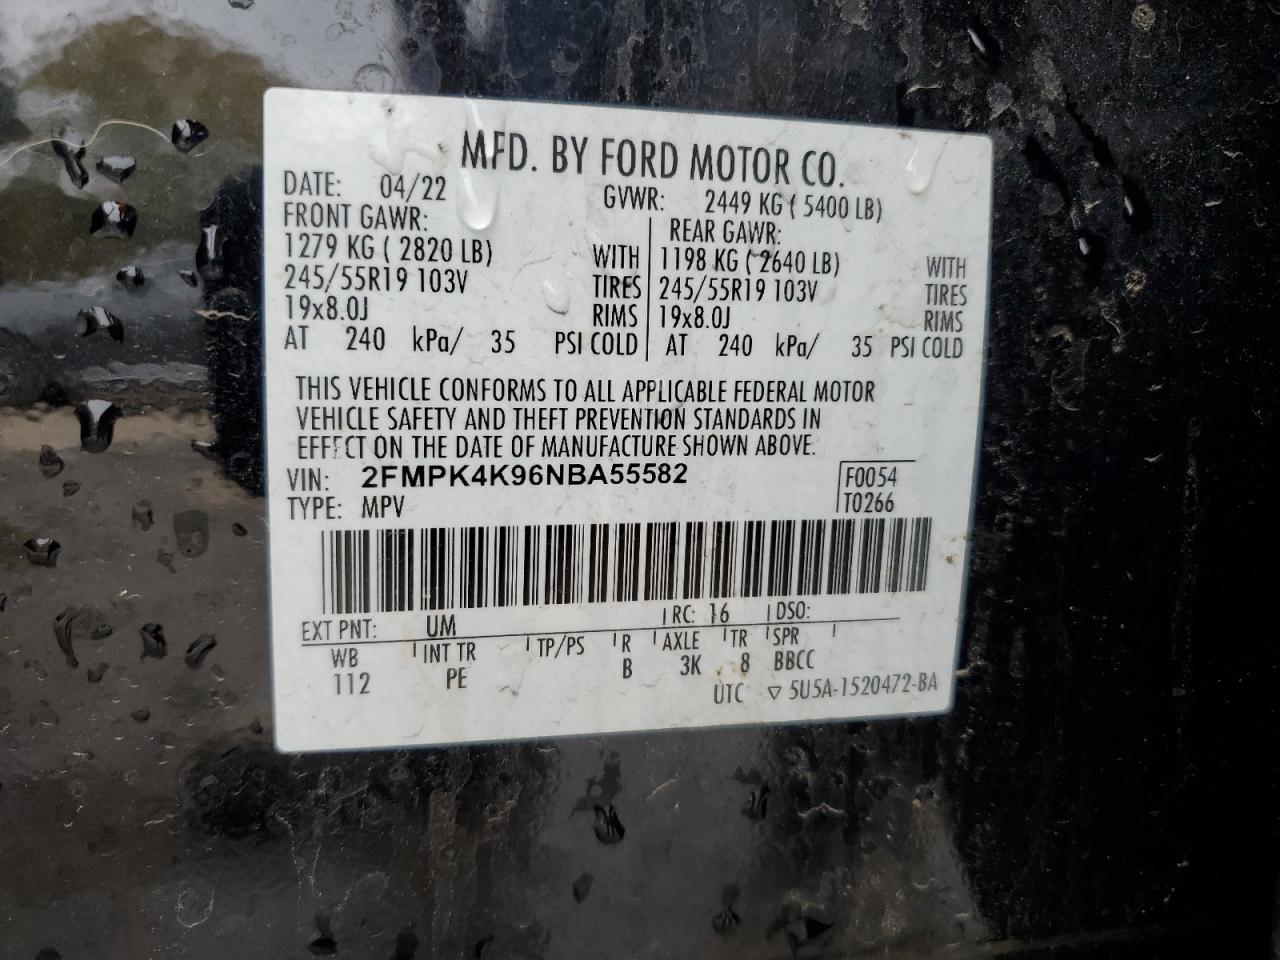 MFD. BY FORD MOTOR CO.
DATE: 04/22 GVWR: 2449 KG ( 5400 LB)
FRONT GAWR: REAR GAWR:
1279 KG ( 2820 LB) WITH 1198 KG ( 2640 LB) WITH
245/55R19 103V TIRES 245/55R19 103V TIRES
19x8.0J RIMS 19x8.0J RIMS
AT 240 kPa/ 35 PSI COLD AT 240 kPa/ 35 PSI COLD
THIS VEHICLE CONFORMS TO ALL APPLICABLE FEDERAL MOTOR
VEHICLE SAFETY AND THEFT PREVENTION STANDARDS IN
EFFECT ON THE DATE OF MANUFACTURE SHOWN ABOVE.
VIN: 2FMPK4K96NBA55582 F0054
TYPE: MPV T0266
EXT PNT: UM RC: 16 DSO:
WB INT TR TP/PS R AXLE TR SPR
112 PE B 3K 8 BBCC
UTC ▽ 5U5A-1520472-BA